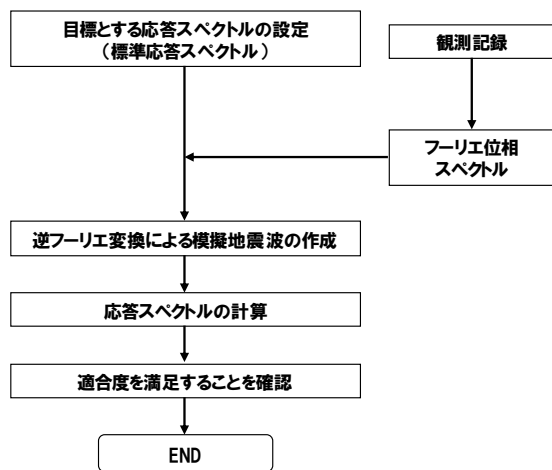 目標とする応答スペクトルの設定
（標準応答スペクトル）
観測記録
フーリエ位相
スペクトル
逆フーリエ変換による模擬地震波の作成
応答スペクトルの計算
適合度を満足することを確認
END